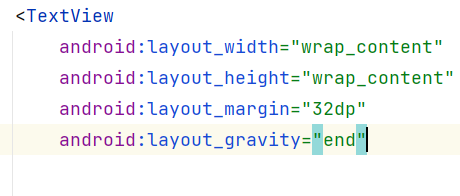 <TextView
android:layout_width="wrap_content"
android:layout_height="wrap_content"
android:layout_margin="32dp"
android:layout_gravity="end"